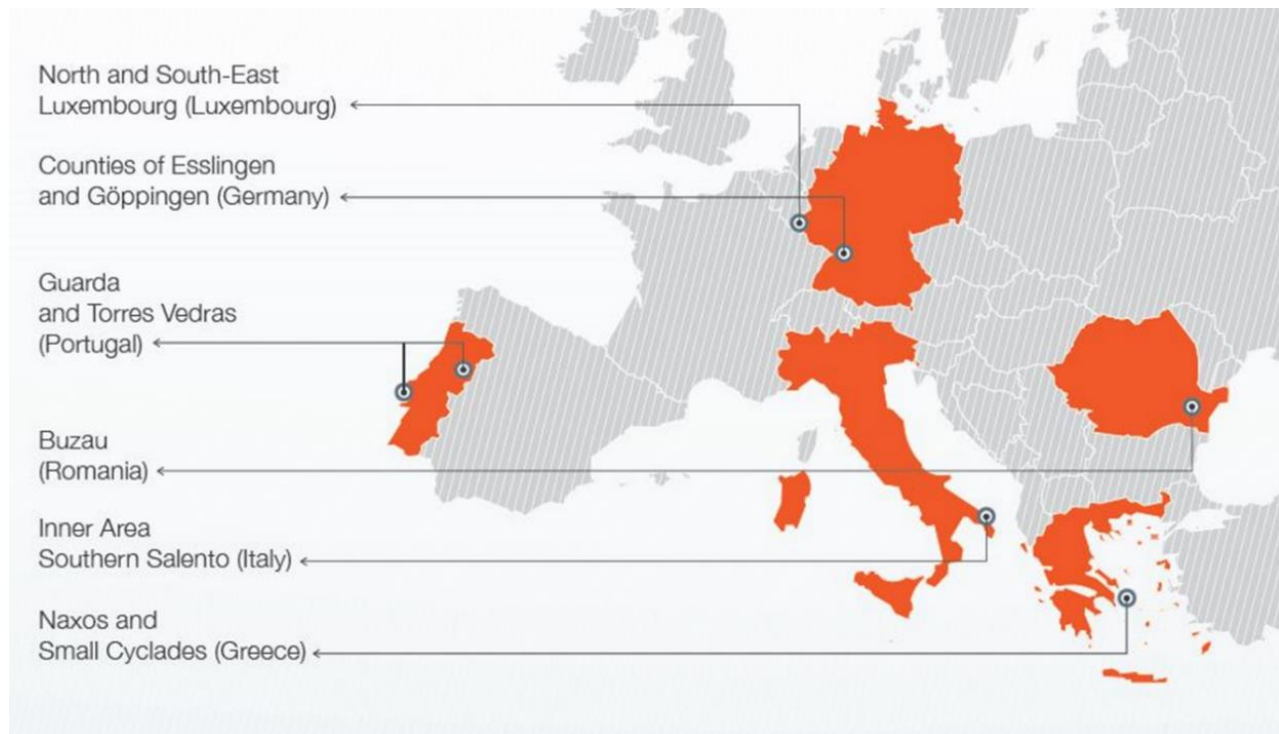 North and South-East
Luxembourg (Luxembourg)
Counties of Esslingen
and Göppingen (Germany)
Guarda
and Torres Vedras
(Portugal)
Buzau
(Romania)
Inner Area
Southern Salento (Italy)
Naxos and
Small Cyclades (Greece)